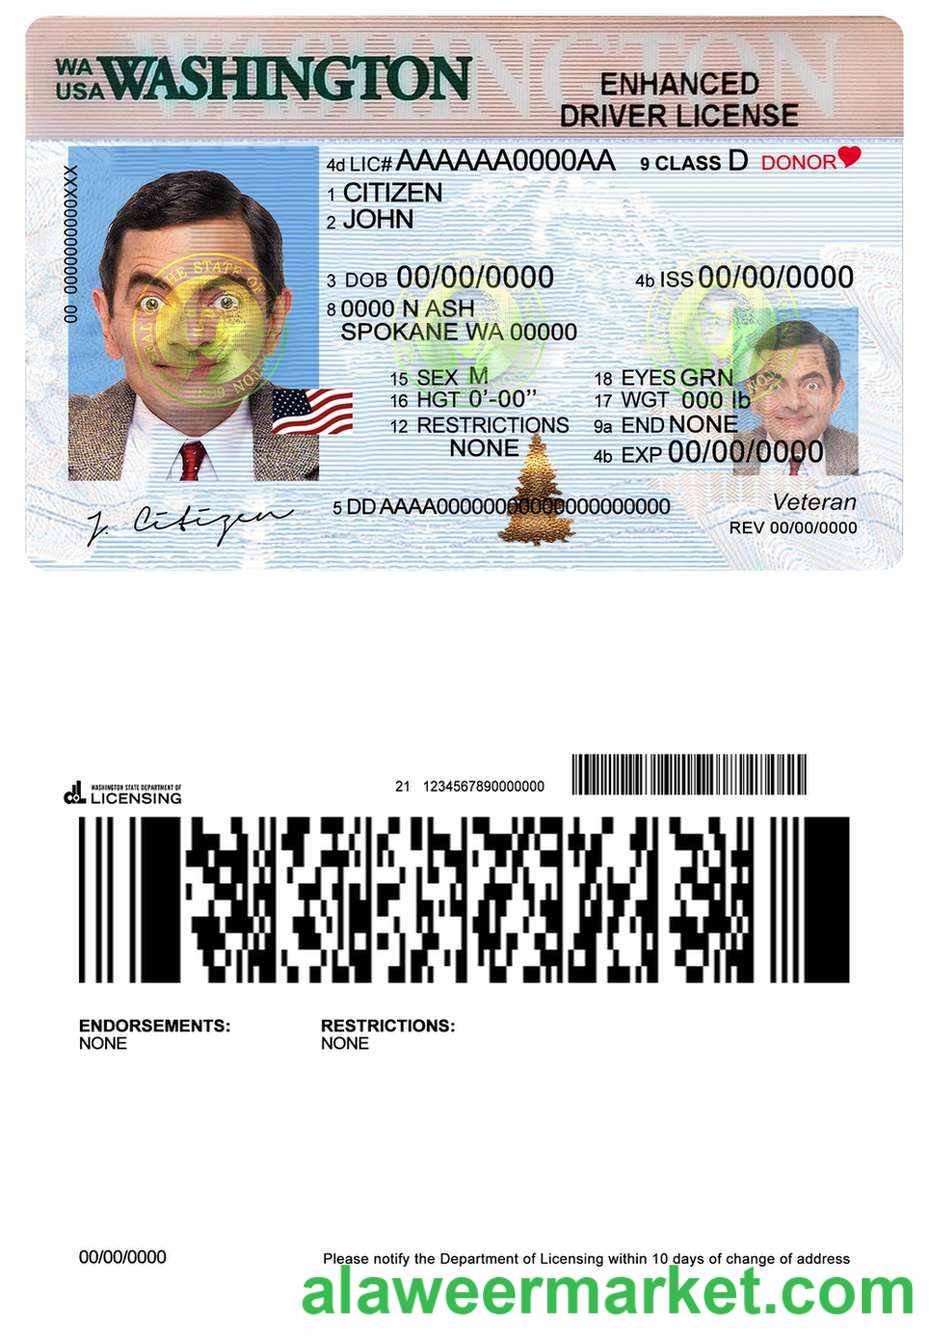 WASHINGTON
WA
USA WASHINGTON
ENHANCED
DRIVER LICENSE
4d LIC# AAAAAA0000AA 9 CLASS D DONOR
1 CITIZEN
2 JOHN
00 000000000XXX
3 DOB 00/00/0000 4b ISS 00/00/0000
8 0000 N ASH
SPOKANE WA 00000
15 SEX M 18 EYES GRN
16 HGT 0'-00" 17 WGT 000 lb
12 RESTRICTIONS 9a END NONE
NONE 4b EXP 00/00/0000
J. Citizen
5 DD AAAA00000000000000000000000
Veteran
REV 00/00/0000
WASHINGTON STATE DEPARTMENT OF
LICENSING
21 1234567890000000
ENDORSEMENTS: RESTRICTIONS:
NONE NONE
00/00/0000 Please notify the Department of Licensing within 10 days of change of address
alaweermarket.com